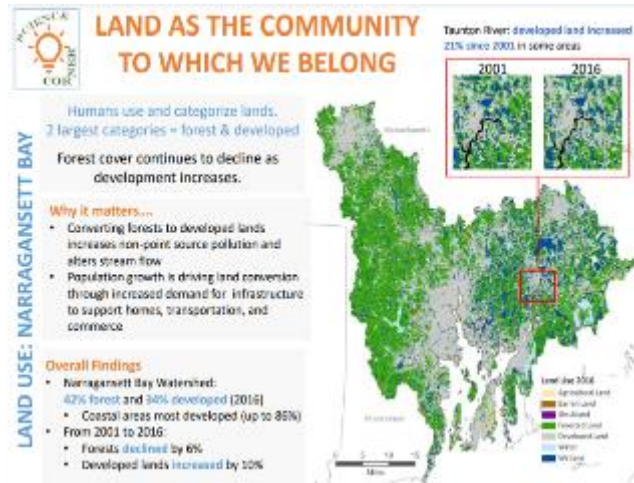 SCIENCE
CORNER
LAND AS THE COMMUNITY
TO WHICH WE BELONG
Taunton River: developed land increased
21% since 2001 in some areas
2001
2016
LAND USE: NARRAGANSETT BAY
Humans use and categorize lands.
2 largest categories = forest & developed
Forest cover continues to decline as
development increases.
Why it matters....
• Converting forests to developed lands
increases non-point source pollution and
alters stream flow
• Population growth is driving land conversion
through increased demand for infrastructure
to support homes, transportation, and
commerce
Overall Findings
• Narragansett Bay Watershed:
42% forest and 34% developed (2016)
• Coastal areas most developed (up to 86%)
• From 2001 to 2016:
• Forests declined by 6%
• Developed lands increased by 10%
Massachusetts
Land Use 2016
Agricultural Land
Barren Land
Forested Land
Developed Land
Water
Wetland
Miles